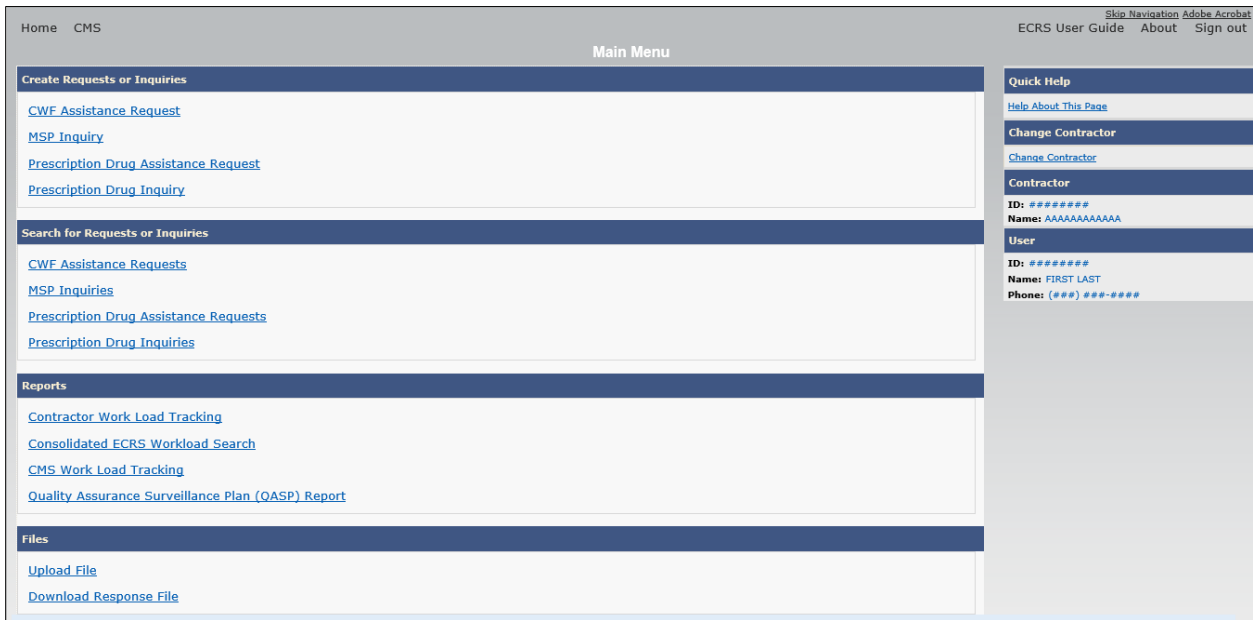 Skip Navigation Adobe Acrobat
Home CMS ECRS User Guide About Sign out
Main Menu
Create Requests or Inquiries
CWF Assistance Request
MSP Inquiry
Prescription Drug Assistance Request
Prescription Drug Inquiry
Search for Requests or Inquiries
CWF Assistance Requests
MSP Inquiries
Prescription Drug Assistance Requests
Prescription Drug Inquiries
Reports
Contractor Work Load Tracking
Consolidated ECRS Workload Search
CMS Work Load Tracking
Quality Assurance Surveillance Plan (QASP) Report
Files
Upload File
Download Response File
Quick Help
Help About This Page
Change Contractor
Change Contractor
Contractor
ID: ########
Name: AAAAAAAAAAAA
User
ID: ########
Name: FIRST LAST
Phone: (###) ###-####